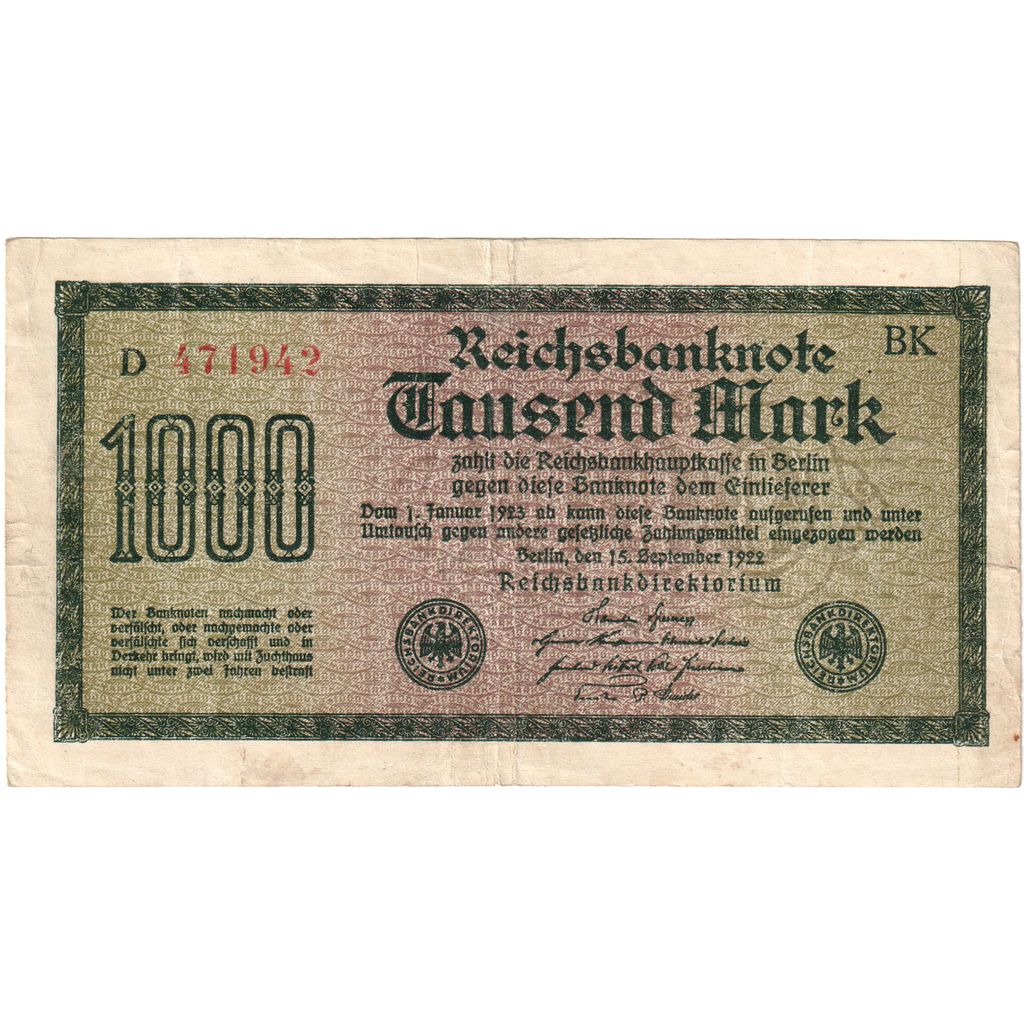 D 471942
BK
Reichsbanknote
Tausend Mark
1000
zahlt die Reichsbankhauptkasse in Berlin
gegen diese Banknote dem Einlieferer
Vom 1. Januar 1923 ab kann diese Banknote aufgerufen und unter
Umtausch gegen andere gesetzliche Zahlungsmittel eingezogen werden
Berlin, den 15. September 1922
Reichsbankdirektorium
Wer Banknoten nachmacht oder
verfälscht, oder nachgemachte oder
verfälschte sich verschafft und in
Verkehr bringt, wird mit Zuchthaus
nicht unter zwei Jahren bestraft
REICHSBANKDIREKTORIUM
REICHSBANKDIREKTORIUM